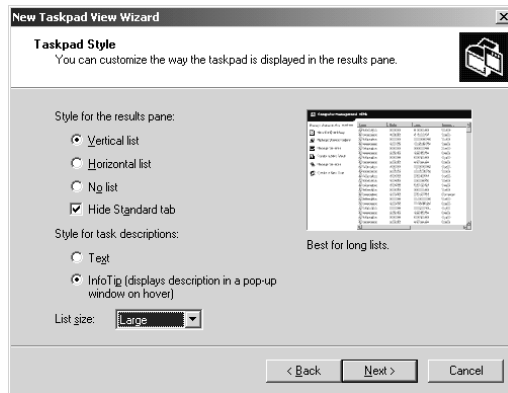 New Taskpad View Wizard
Taskpad Style
You can customize the way the taskpad is displayed in the results pane.
Style for the results pane:
Vertical list
Horizontal list
No list
Hide Standard tab
Style for task descriptions:
Text
InfoTip (displays description in a pop-up
window on hover)
List size:
Large
Best for long lists.
< Back
Next >
Cancel